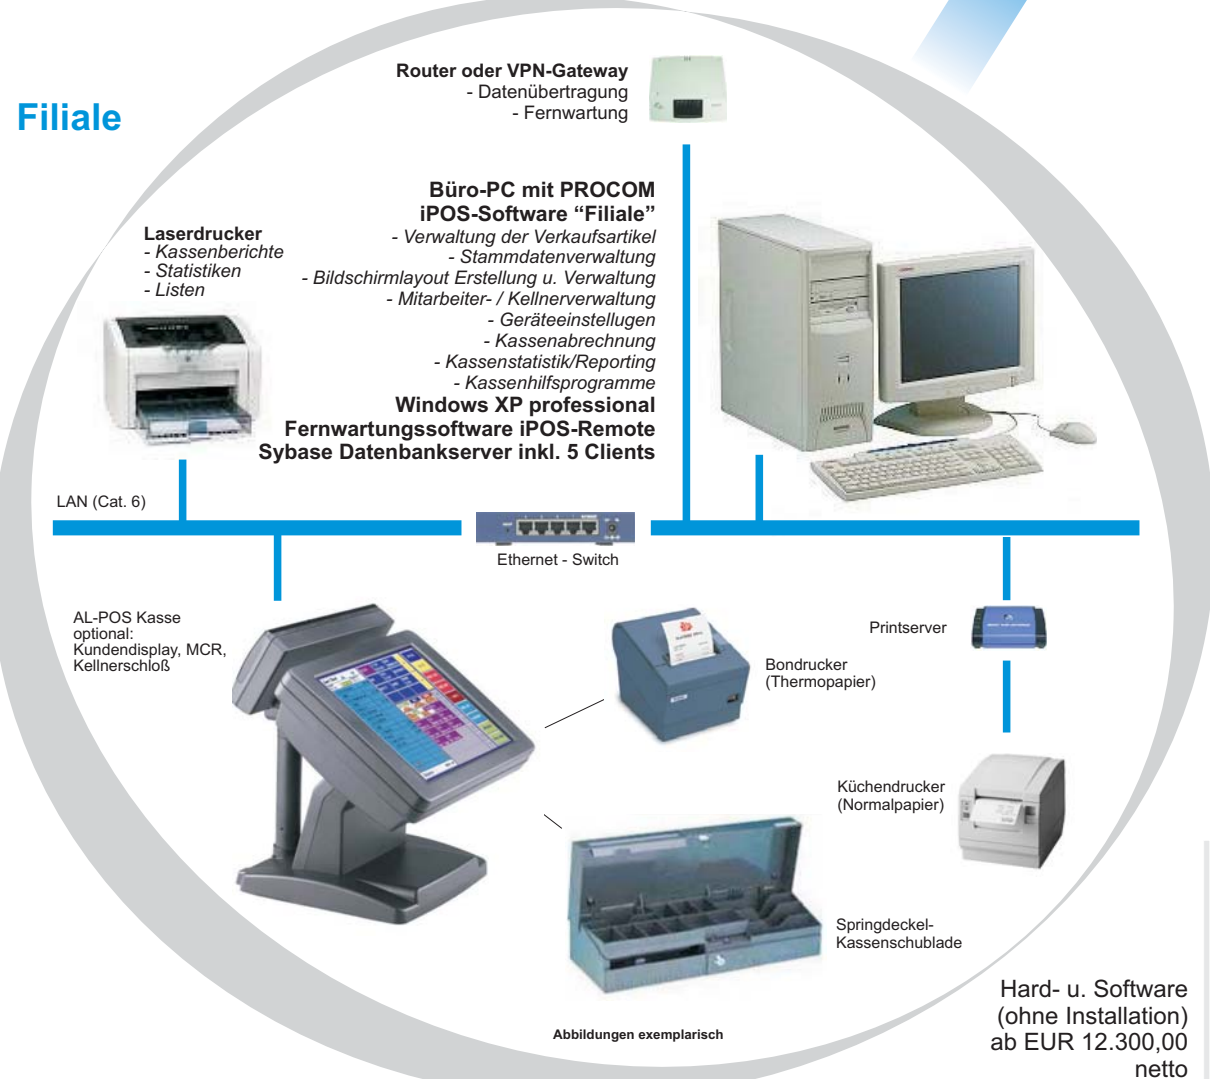 Filiale
Router oder VPN-Gateway
- Datenübertragung
- Fernwartung
Büro-PC mit PROCOM
iPOS-Software “Filiale”
- Verwaltung der Verkaufsartikel
- Stammdatenverwaltung
- Bildschirmlayout Erstellung u. Verwaltung
- Mitarbeiter- / Kellnerverwaltung
- Geräteeinstellugen
- Kassenabrechnung
- Kassenstatistik/Reporting
- Kassenhilfsprogramme
Windows XP professional
Fernwartungssoftware iPOS-Remote
Sybase Datenbankserver inkl. 5 Clients
Laserdrucker
- Kassenberichte
- Statistiken
- Listen
LAN (Cat. 6)
Ethernet - Switch
AL-POS Kasse
optional:
Kundendisplay, MCR,
Kellnerschloß
Bondrucker
(Thermopapier)
Printserver
Küchendrucker
(Normalpapier)
Springdeckel-
Kassenschublade
Abbildungen exemplarisch
Hard- u. Software
(ohne Installation)
ab EUR 12.300,00
netto